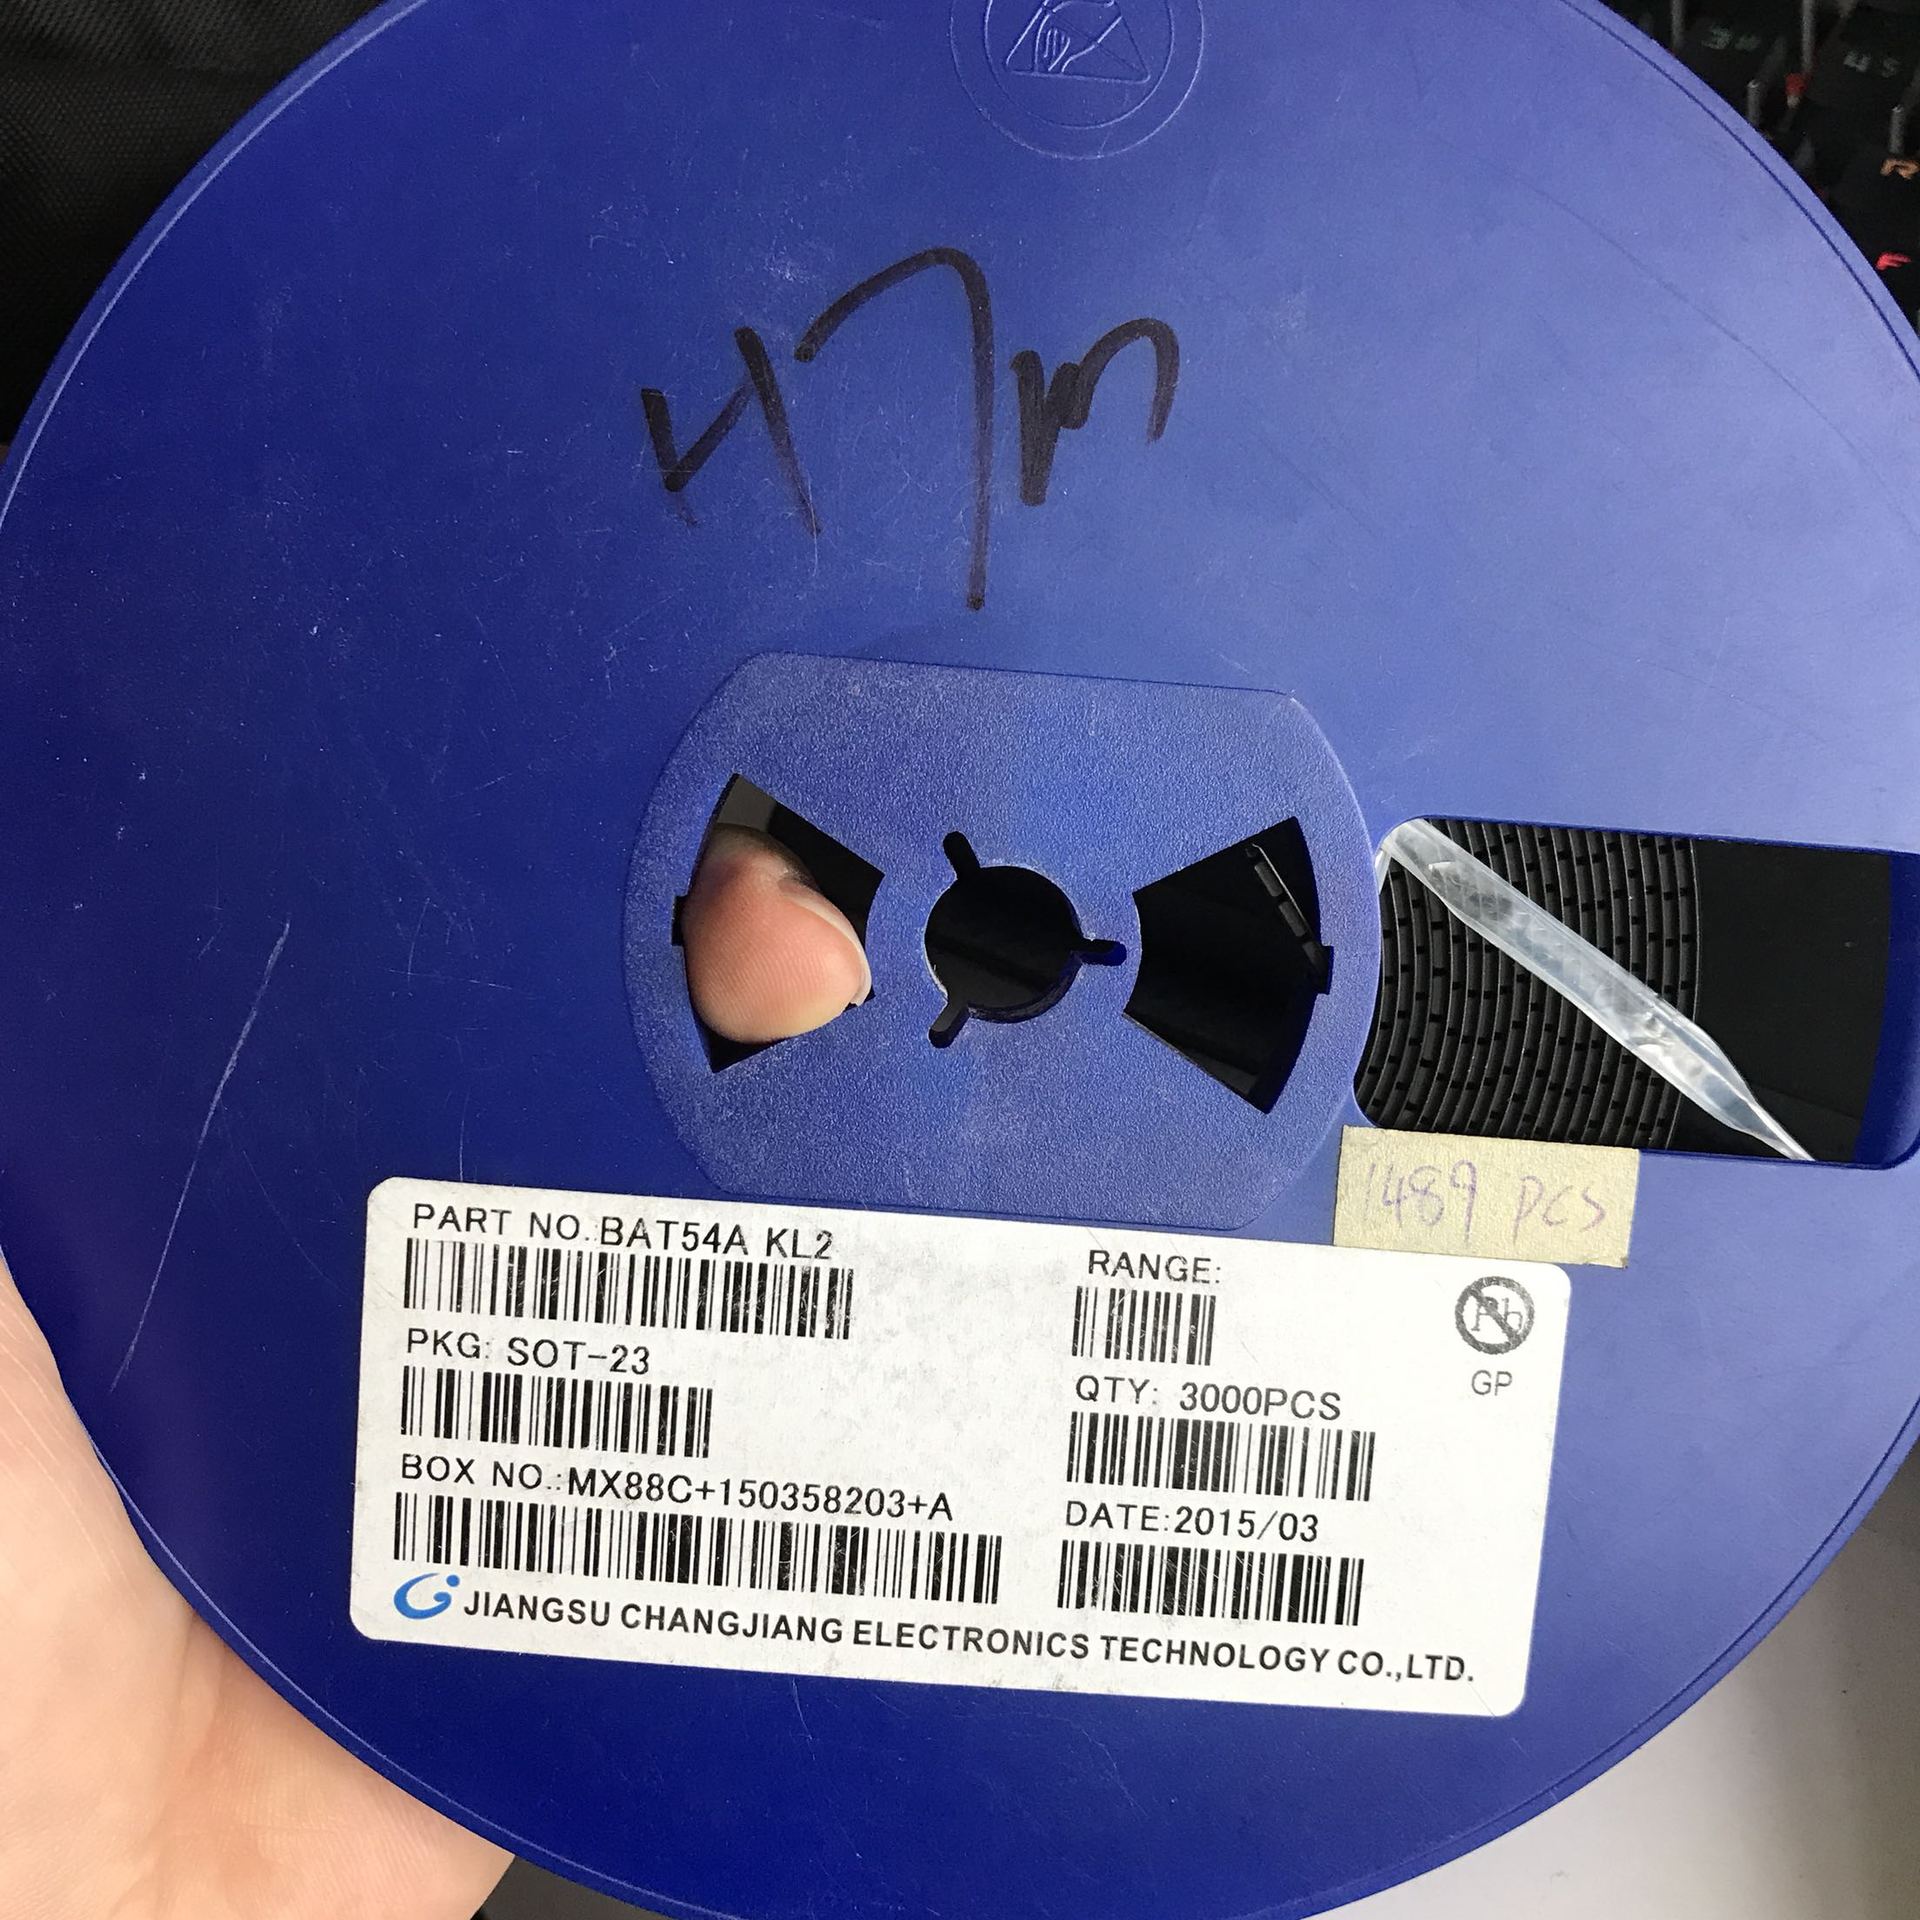 47m
1489 PCS
PART NO.:BAT54A KL2
RANGE:
PKG: SOT-23
QTY: 3000PCS
Pb
GP
BOX NO.:MX88C+150358203+A
DATE:2015/03
JIANGSU CHANGJIANG ELECTRONICS TECHNOLOGY CO.,LTD.
R
F